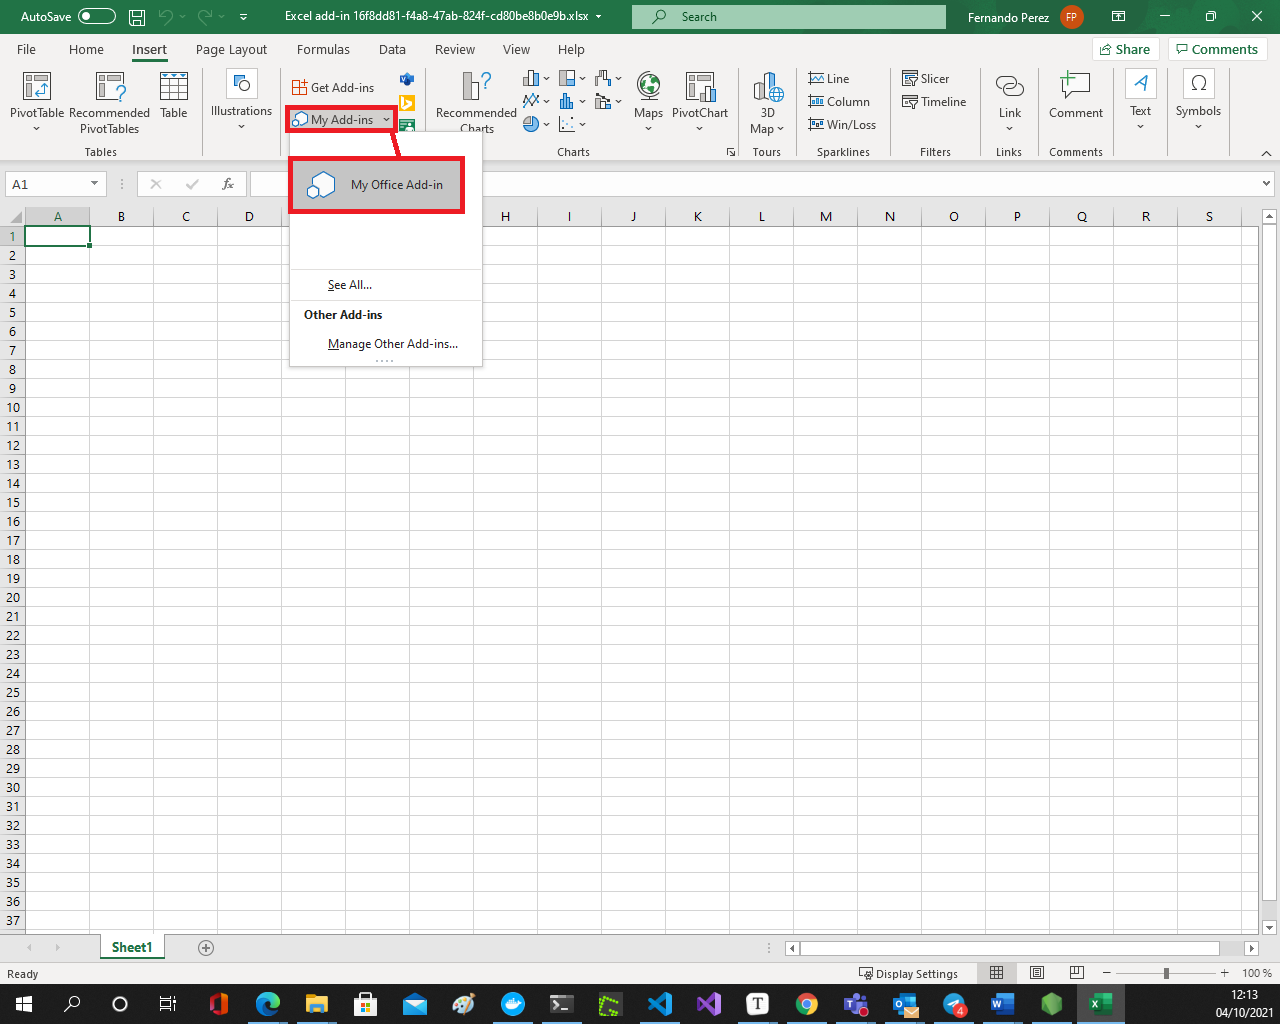 AutoSave
Excel add-in 16f8dd81-f4a8-47ab-824f-cd80be8b0e9b.xlsx
Search
Fernando Perez
FP
File Home Insert Page Layout Formulas Data Review View Help
Share
Comments
PivotTable
Recommended
PivotTables
Table
Tables
Illustrations
Get Add-ins
My Add-ins
Recommended
Charts
Maps
PivotChart
Charts
3D
Map
Tours
Line
Column
Win/Loss
Sparklines
Slicer
Timeline
Filters
Link
Links
Comment
Comments
Text
Symbols
A1
fx
My Office Add-in
See All...
Other Add-ins
Manage Other Add-ins...
A B C D H I J K L M N O P Q R S
1
2
3
4
5
6
7
8
9
10
11
12
13
14
15
16
17
18
19
20
21
22
23
24
25
26
27
28
29
30
31
32
33
34
35
36
37
Sheet1
Ready
Display Settings
100 %
4
12:13
04/10/2021